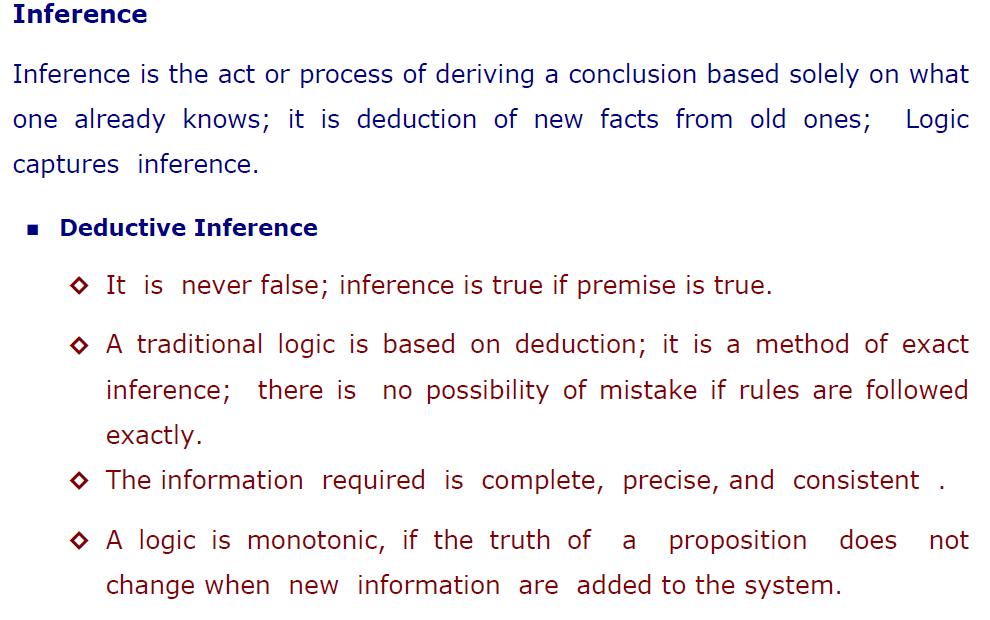 Inference
Inference is the act or process of deriving a conclusion based solely on what
one already knows; it is deduction of new facts from old ones; Logic
captures inference.
▪ Deductive Inference
◇ It is never false; inference is true if premise is true.
◇ A traditional logic is based on deduction; it is a method of exact
inference; there is no possibility of mistake if rules are followed
exactly.
◇ The information required is complete, precise, and consistent .
◇ A logic is monotonic, if the truth of a proposition does not
change when new information are added to the system.